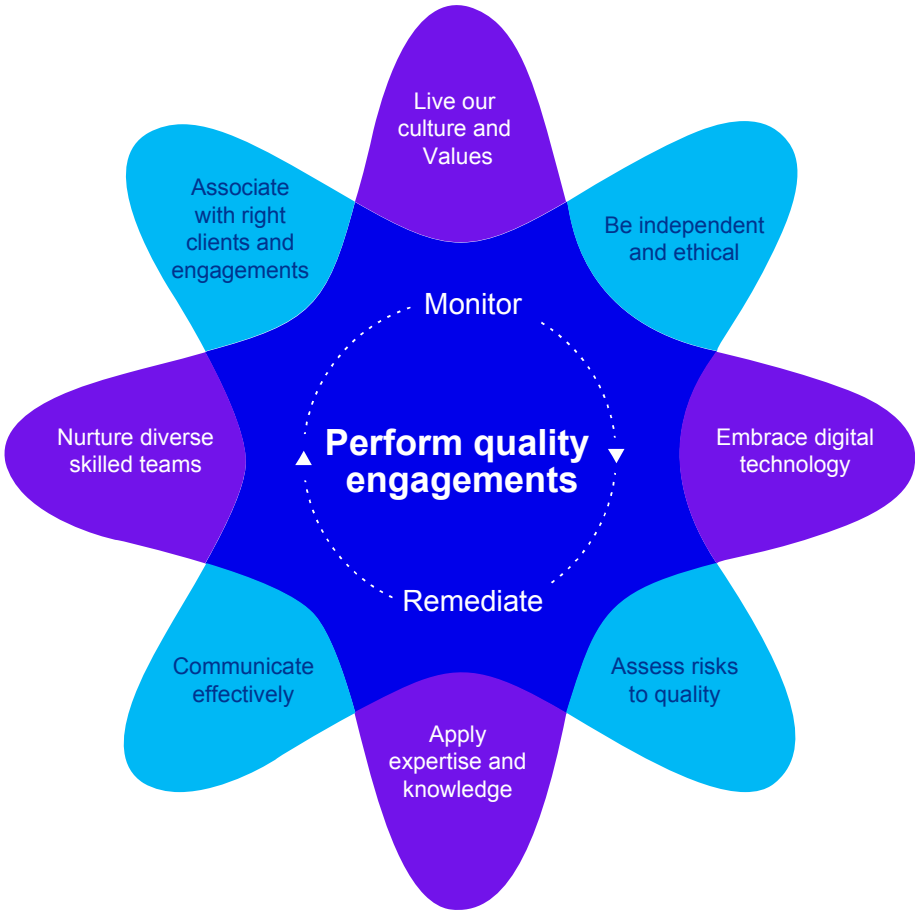 Live our
culture and
Values
Associate
with right
clients and
engagements
Be independent
and ethical
Monitor
Nurture diverse
skilled teams
Perform quality
engagements
Embrace digital
technology
Remediate
Communicate
effectively
Assess risks
to quality
Apply
expertise and
knowledge